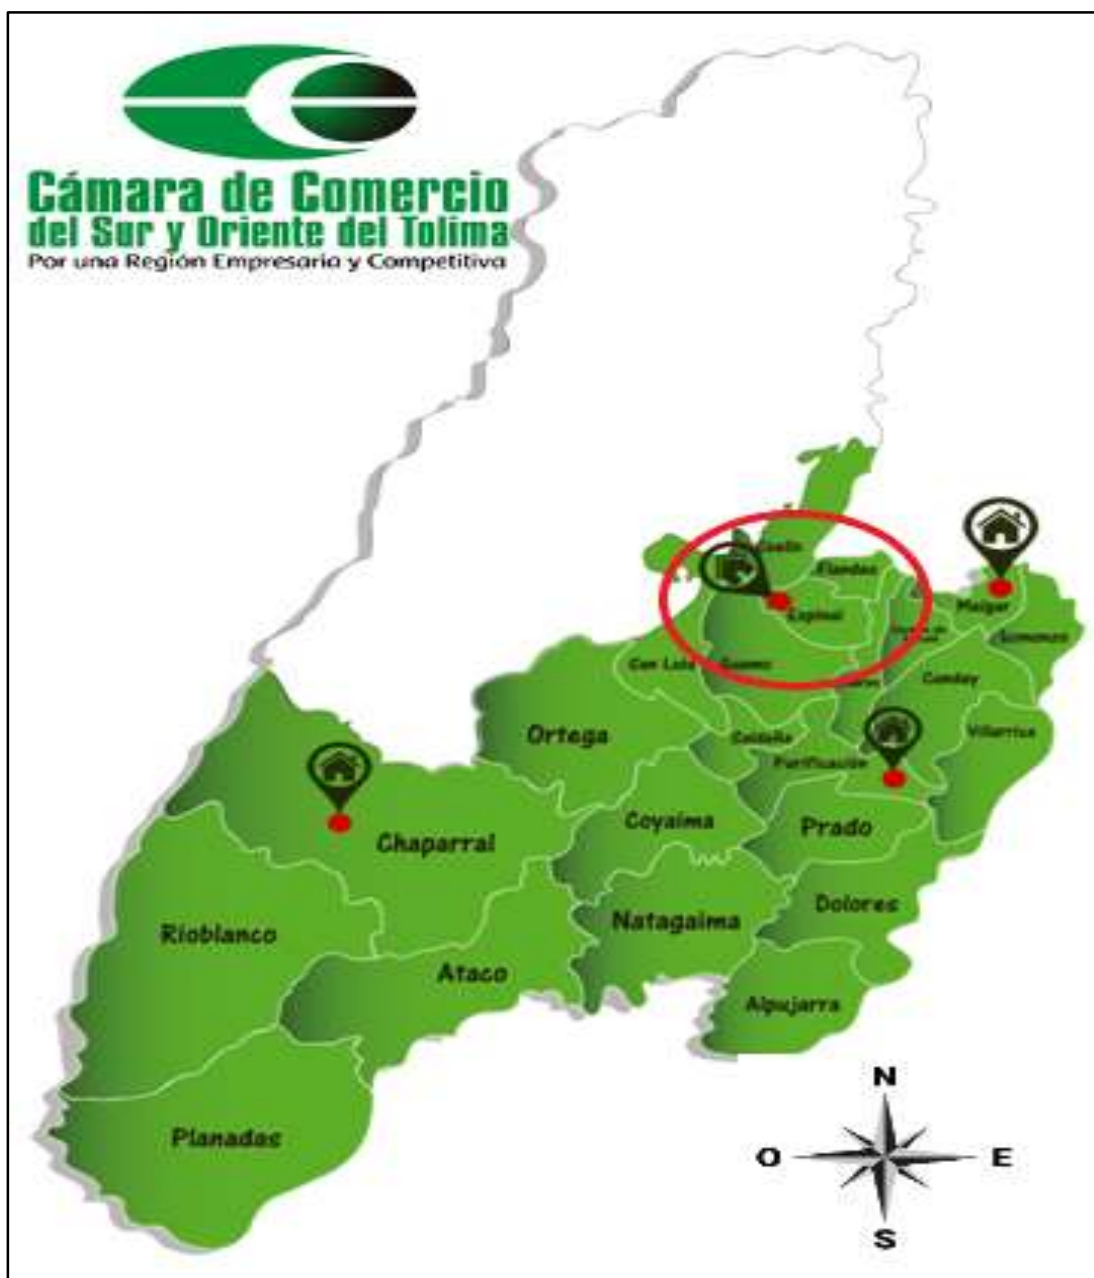 Cámara de Comercio
del Sur y Oriente del Tolima
Por una Región Empresaria y Competitiva
Coello
Flandes
Espinal
Melgar
San Luis
Guamo
Cunday
Ortega
Saldaña
Villarrica
Purificación
Coyaima
Prado
Chaparral
Dolores
Natagaima
Rioblanco
Ataco
Alpujarra
Planadas
N
O
E
S